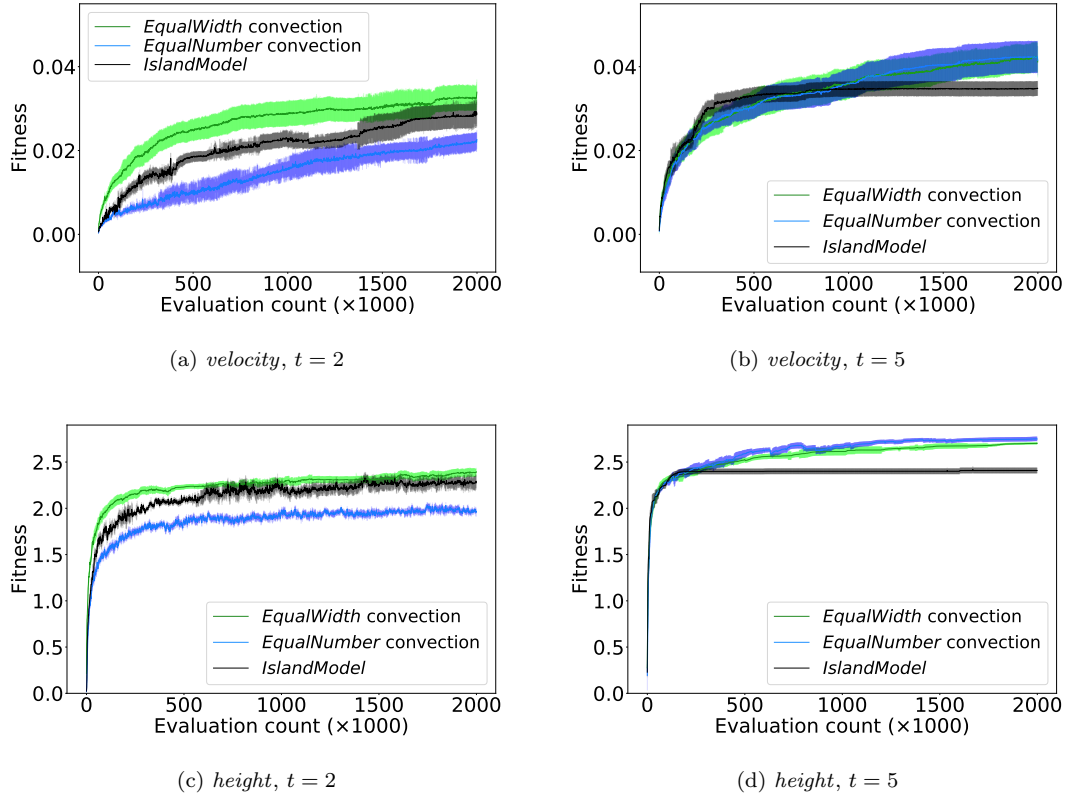 EqualWidth convection
EqualNumber convection
IslandModel
0.04
0.02
0.00
Fitness
0 500 1000 1500 2000
Evaluation count (×1000)
(a) velocity, t = 2
0.04
0.02
0.00
Fitness
EqualWidth convection
EqualNumber convection
IslandModel
0 500 1000 1500 2000
Evaluation count (×1000)
(b) velocity, t = 5
2.5
2.0
1.5
1.0
0.5
0.0
Fitness
EqualWidth convection
EqualNumber convection
IslandModel
0 500 1000 1500 2000
Evaluation count (×1000)
(c) height, t = 2
2.5
2.0
1.5
1.0
0.5
0.0
Fitness
EqualWidth convection
EqualNumber convection
IslandModel
0 500 1000 1500 2000
Evaluation count (×1000)
(d) height, t = 5